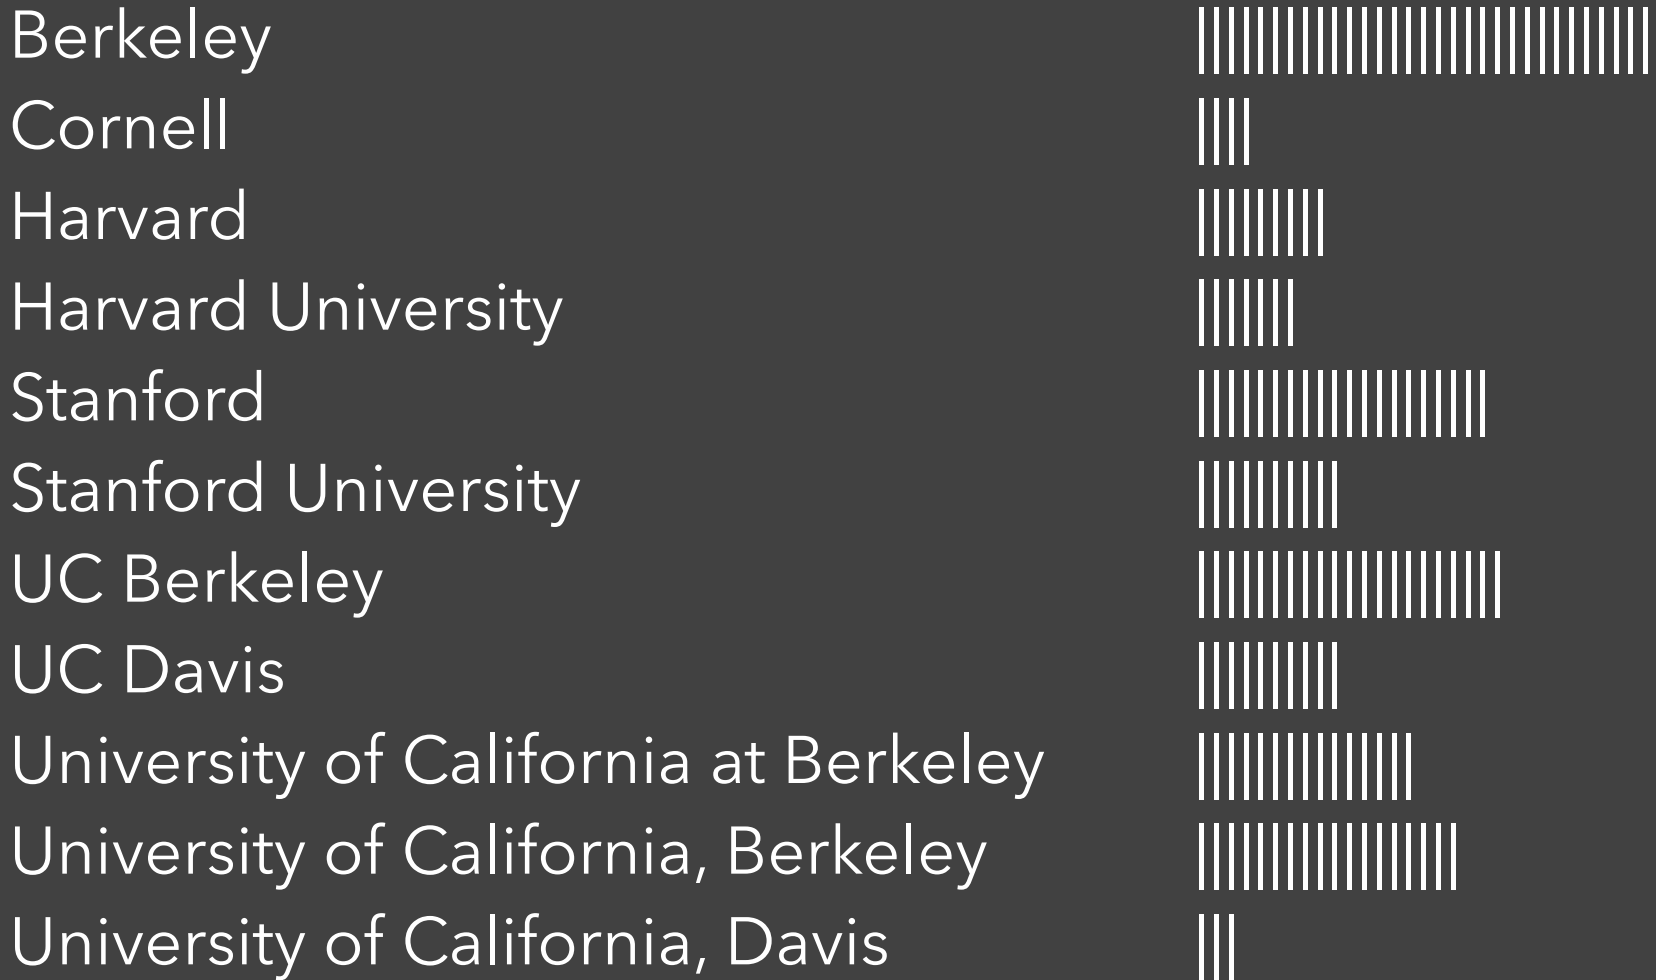 Berkeley
Cornell
Harvard
Harvard University
Stanford
Stanford University
UC Berkeley
UC Davis
University of California at Berkeley
University of California, Berkeley
University of California, Davis